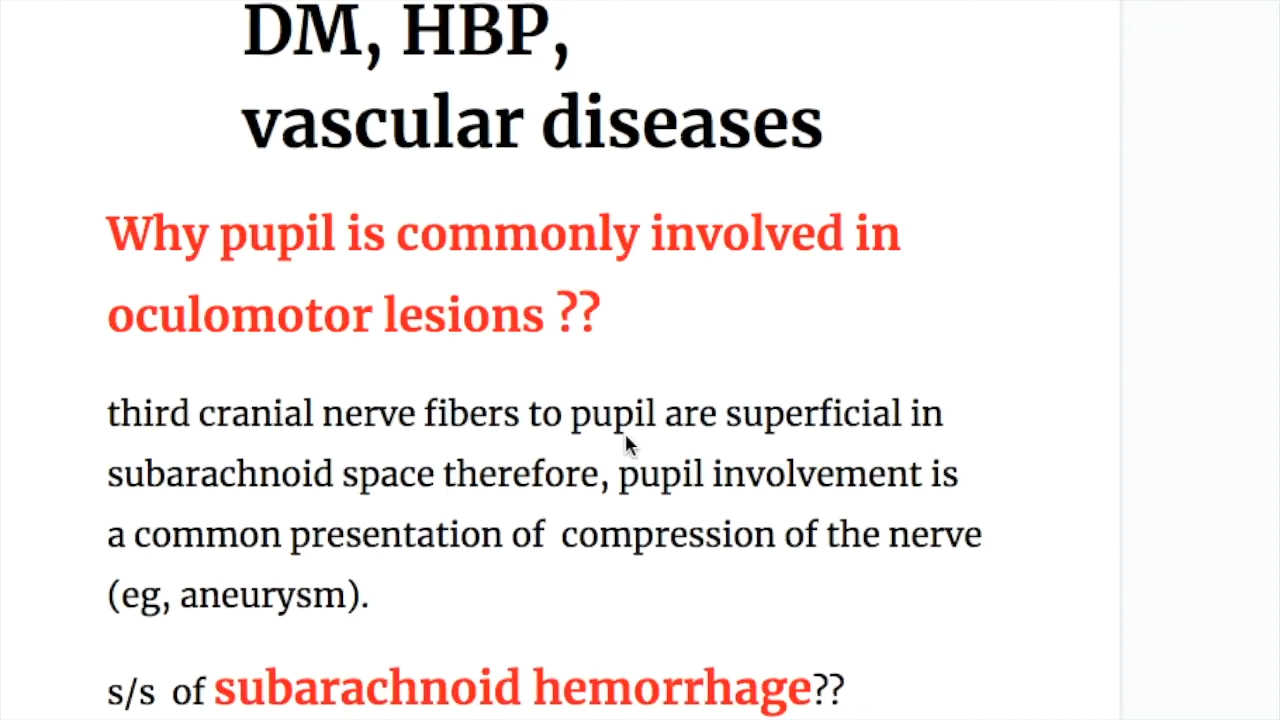 DM, HBP,
vascular diseases
Why pupil is commonly involved in
oculomotor lesions ??
third cranial nerve fibers to pupil are superficial in
subarachnoid space therefore, pupil involvement is
a common presentation of  compression of the nerve
(eg, aneurysm).
s/s  of subarachnoid hemorrhage??